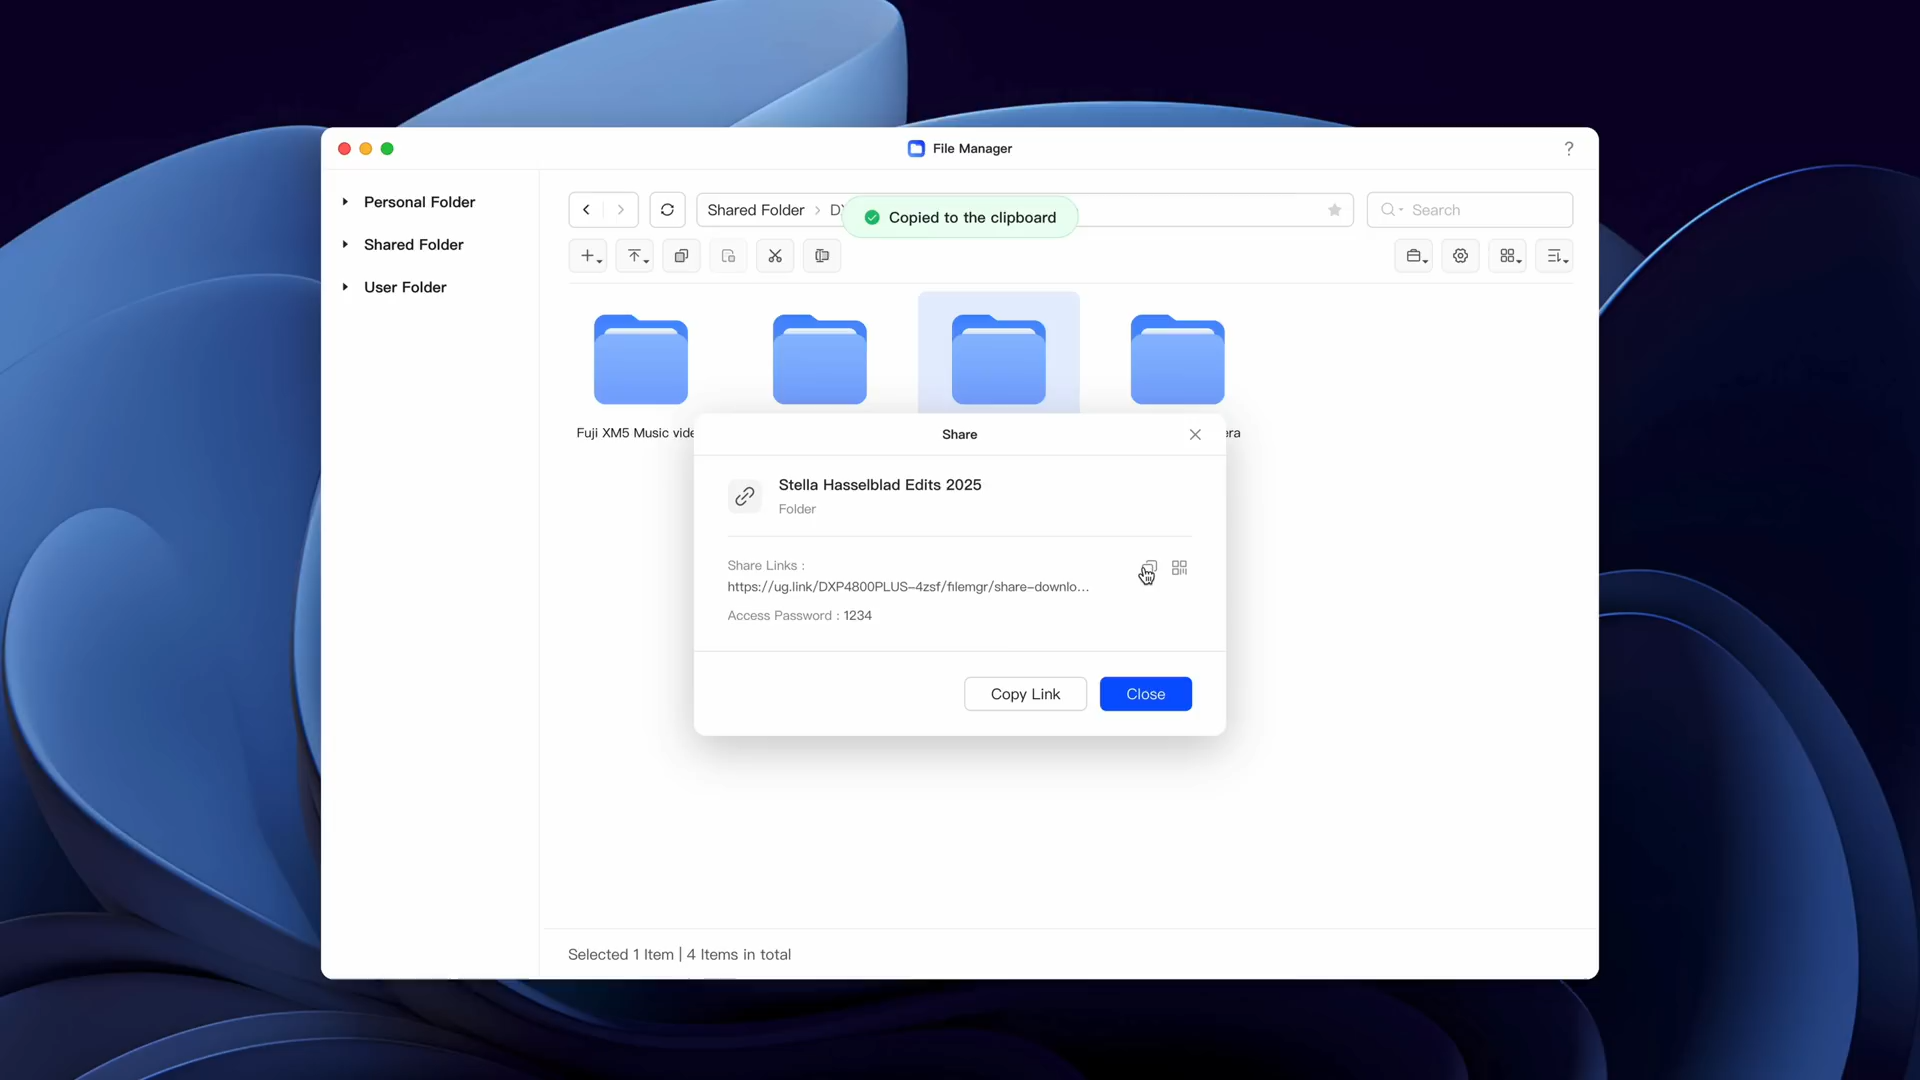 File Manager
?
Personal Folder
Shared Folder
User Folder
Shared Folder > 
Copied to the clipboard
Search
Fuji XM5 Music
Share
Stella Hasselblad Edits 2025
Folder
Share Links :
https://ug.link/DXP4800PLUS-4zsf/filemgr/share-downlo...
Access Password : 1234
Copy Link
Close
Selected 1 Item | 4 Items in total